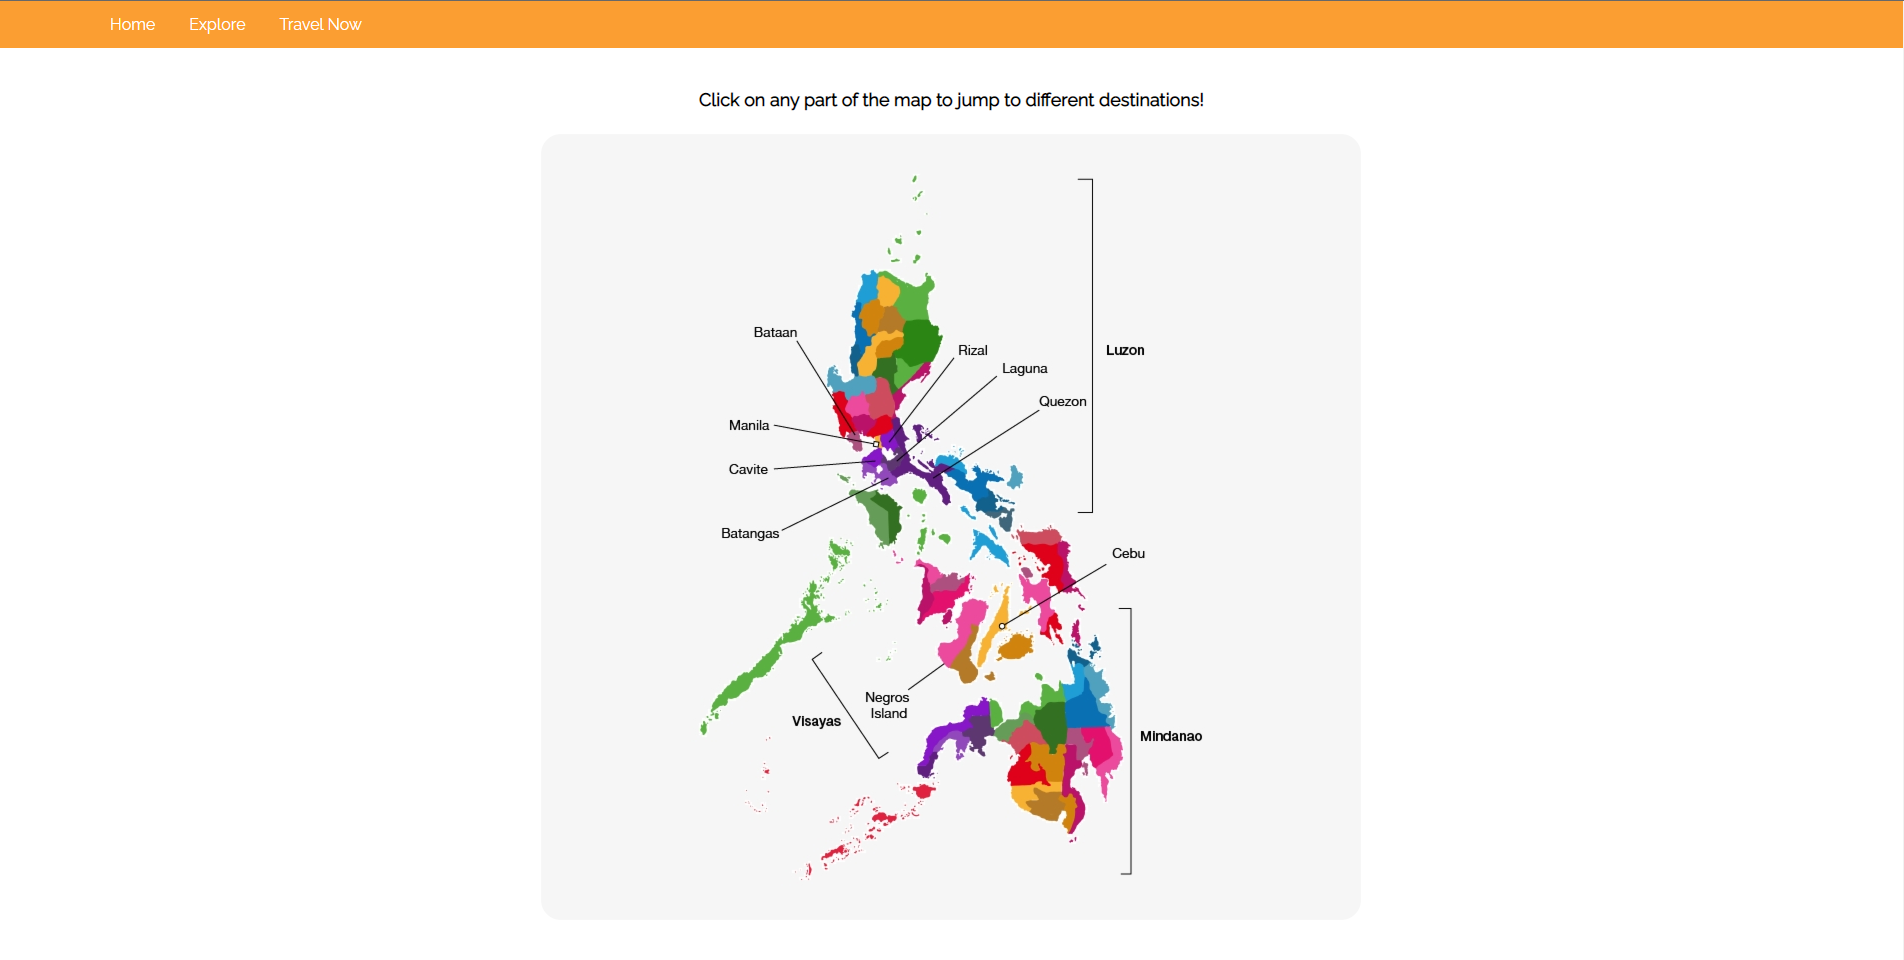 Home Explore Travel Now
Click on any part of the map to jump to different destinations!
Bataan
Rizal
Luzon
Laguna
Quezon
Manila
Cavite
Batangas
Cebu
Negros
Island
Visayas
Mindanao